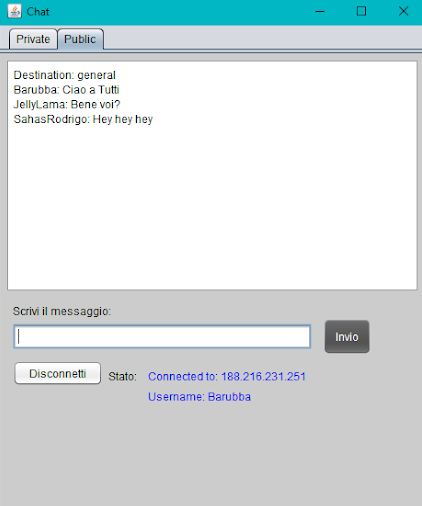 Chat
Private Public
Destination: general
Barubba: Ciao a Tutti
JellyLama: Bene voi?
SahasRodrigo: Hey hey hey
Scrivi il messaggio:
Invio
Disconnetti Stato: Connected to: 188.216.231.251
Username: Barubba